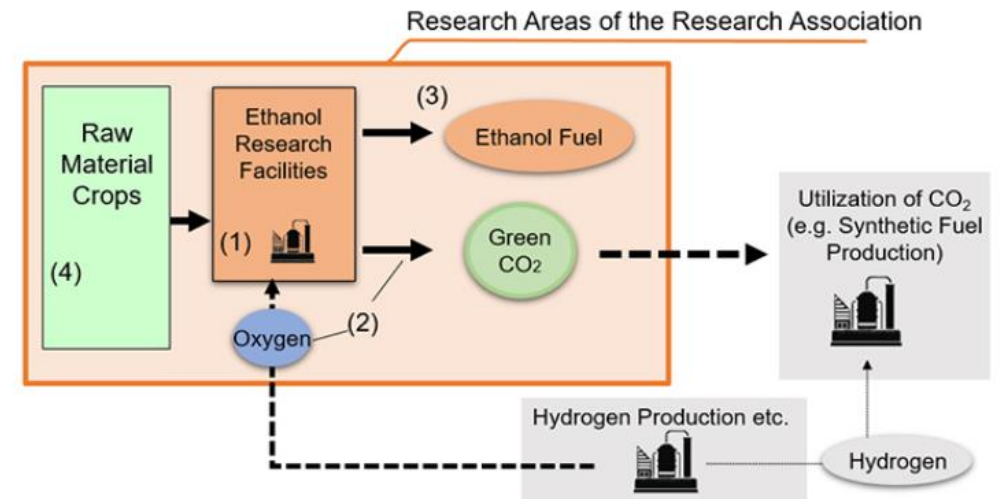 Research Areas of the Research Association
Raw
Material
Crops
(4)
Ethanol
Research
Facilities
(1)
(3)
Ethanol Fuel
Green
CO₂
Oxygen
(2)
Utilization of CO₂
(e.g. Synthetic Fuel
Production)
Hydrogen Production etc.
Hydrogen